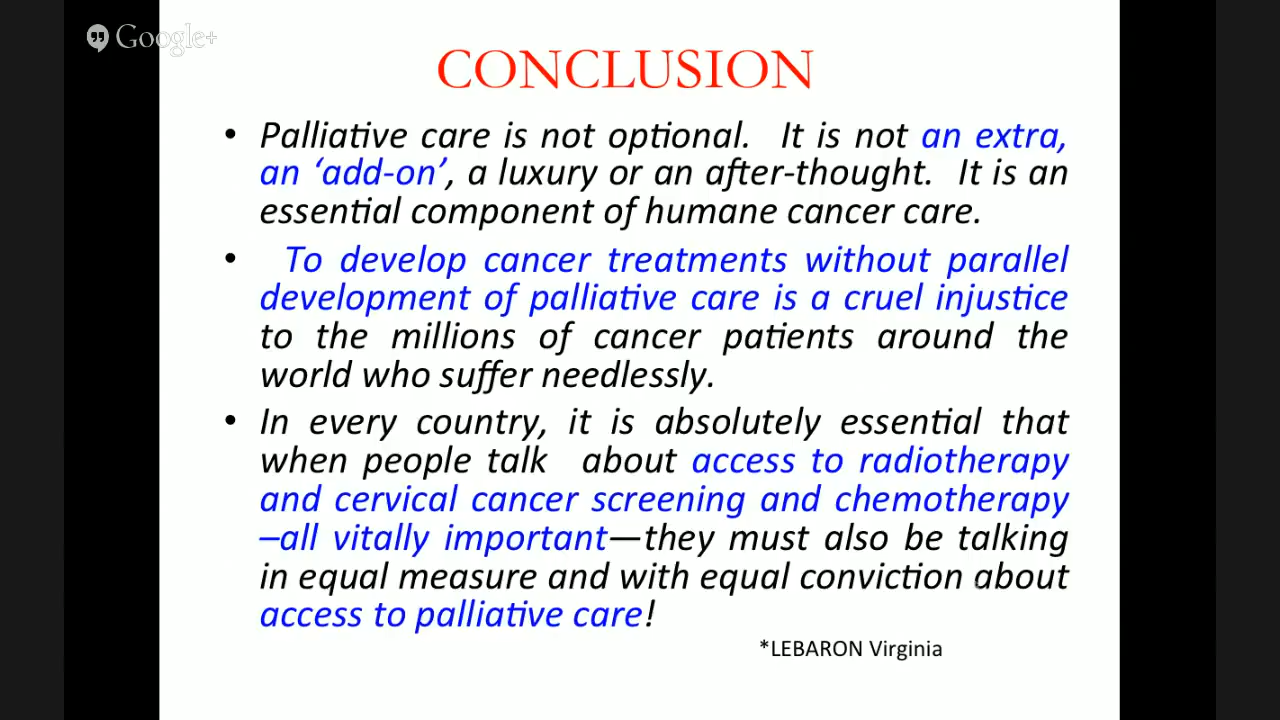 Google+
CONCLUSION
• Palliative care is not optional. It is not an extra,
an ‘add-on’, a luxury or an after-thought. It is an
essential component of humane cancer care.
• To develop cancer treatments without parallel
development of palliative care is a cruel injustice
to the millions of cancer patients around the
world who suffer needlessly.
• In every country, it is absolutely essential that
when people talk about access to radiotherapy
and cervical cancer screening and chemotherapy
–all vitally important—they must also be talking
in equal measure and with equal conviction about
access to palliative care!
*LEBARON Virginia